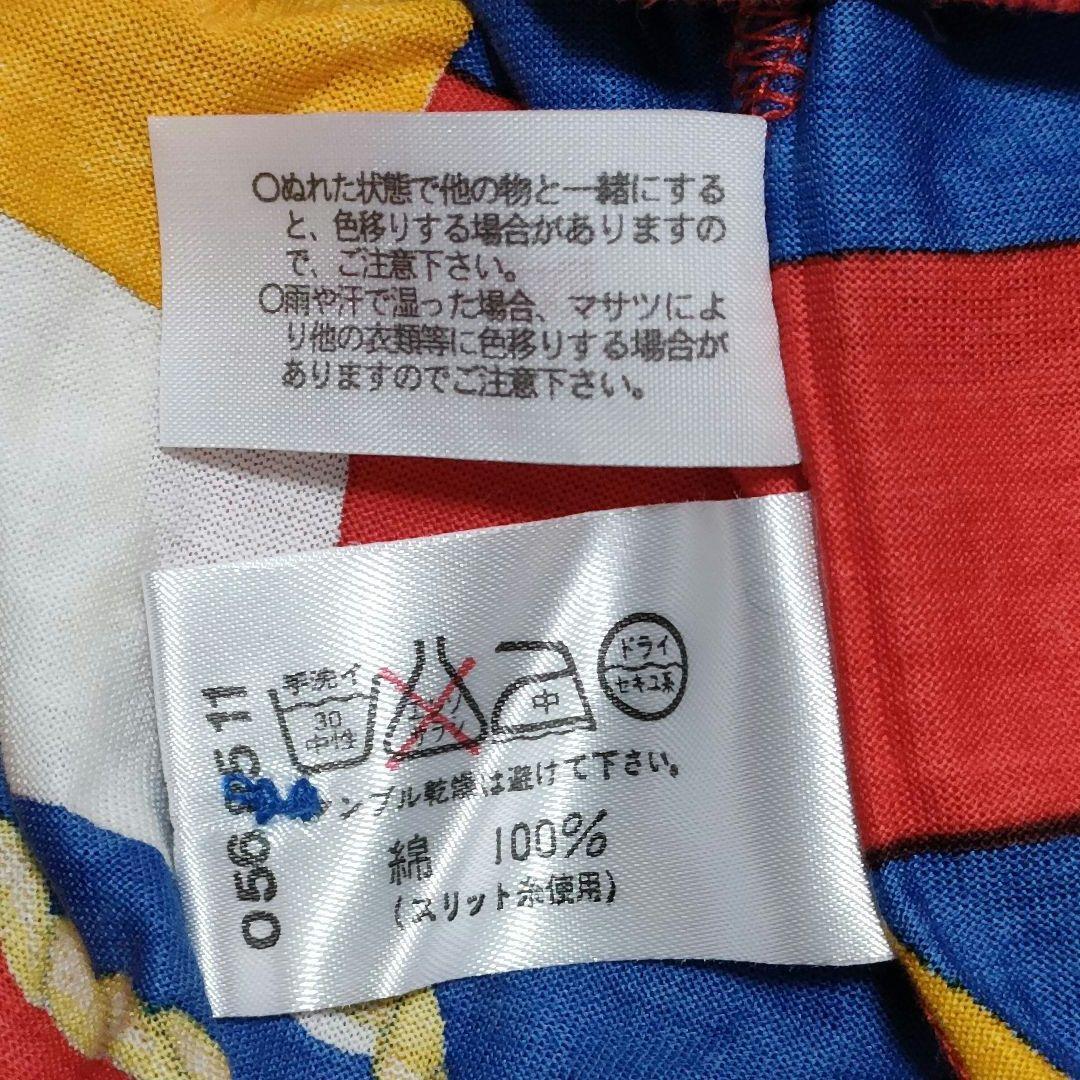 ○ぬれた状態で他の物と一緒にする
と、色移りする場合がありますの
で、ご注意下さい。
○雨や汗で湿った場合、マサツによ
り他の衣類等に色移りする場合が
ありますのでご注意下さい。
手洗イ
30
中性
中
ドライ
セキユ系
ンブル乾燥は避けて下さい。
綿 100%
(スリット糸使用)